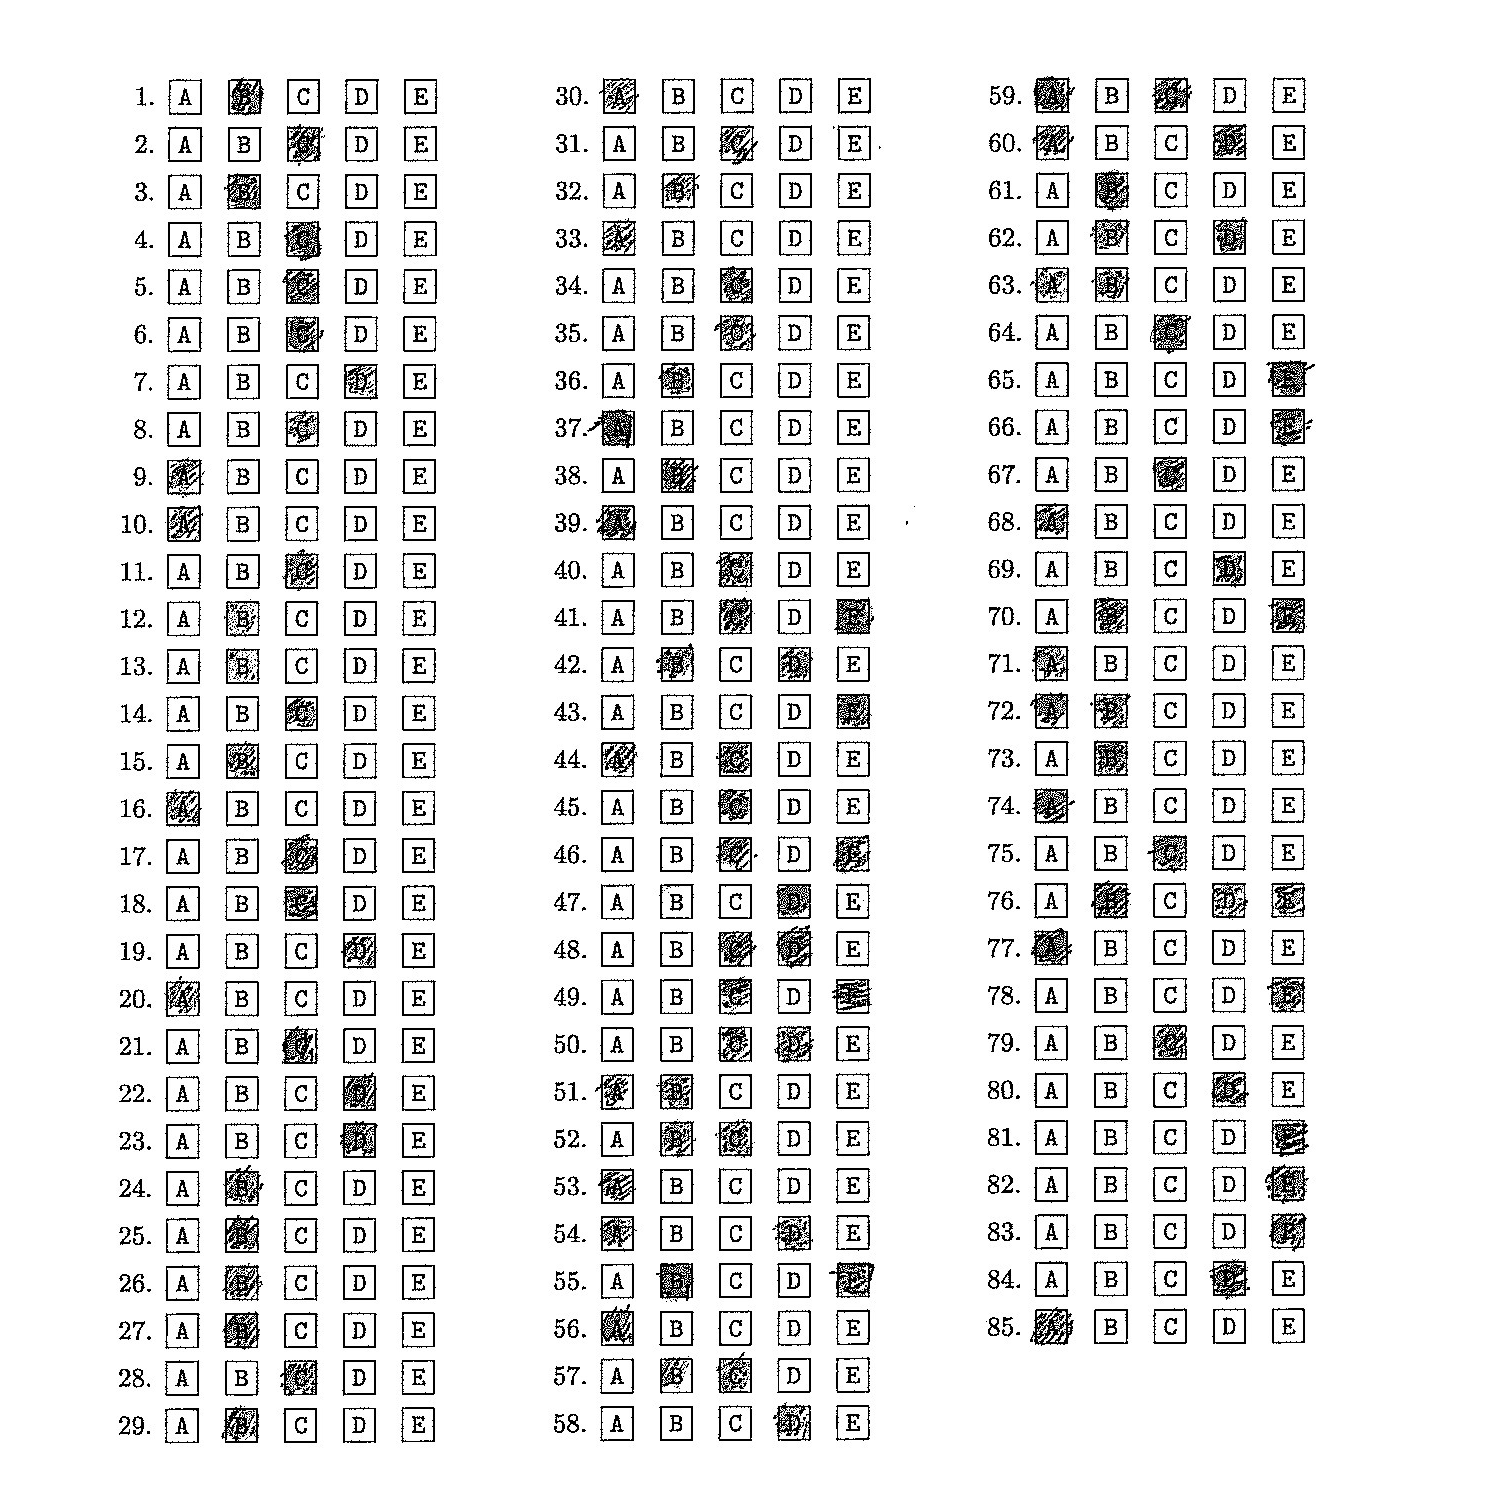 1. A B C D E
2. A B C D E
3. A B C D E
4. A B C D E
5. A B C D E
6. A B C D E
7. A B C D E
8. A B C D E
9. A B C D E
10. A B C D E
11. A B C D E
12. A B C D E
13. A B C D E
14. A B C D E
15. A B C D E
16. A B C D E
17. A B C D E
18. A B C D E
19. A B C D E
20. A B C D E
21. A B C D E
22. A B C D E
23. A B C D E
24. A B C D E
25. A B C D E
26. A B C D E
27. A B C D E
28. A B C D E
29. A B C D E
30. A B C D E
31. A B C D E
32. A B C D E
33. A B C D E
34. A B C D E
35. A B C D E
36. A B C D E
37. A B C D E
38. A B C D E
39. A B C D E
40. A B C D E
41. A B C D E
42. A B C D E
43. A B C D E
44. A B C D E
45. A B C D E
46. A B C D E
47. A B C D E
48. A B C D E
49. A B C D E
50. A B C D E
51. A B C D E
52. A B C D E
53. A B C D E
54. A B C D E
55. A B C D E
56. A B C D E
57. A B C D E
58. A B C D E
59. A B C D E
60. A B C D E
61. A B C D E
62. A B C D E
63. A B C D E
64. A B C D E
65. A B C D E
66. A B C D E
67. A B C D E
68. A B C D E
69. A B C D E
70. A B C D E
71. A B C D E
72. A B C D E
73. A B C D E
74. A B C D E
75. A B C D E
76. A B C D E
77. A B C D E
78. A B C D E
79. A B C D E
80. A B C D E
81. A B C D E
82. A B C D E
83. A B C D E
84. A B C D E
85. A B C D E